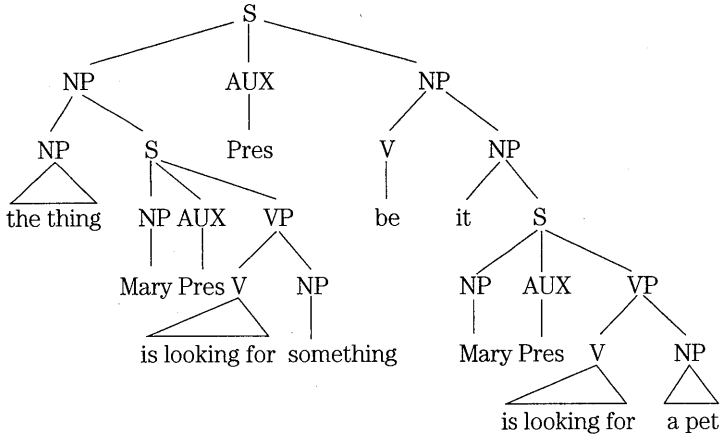 S
NP AUX NP
NP S Pres V NP
the thing NP AUX VP be it S
Mary Pres V NP NP AUX VP
is looking for something Mary Pres V NP
is looking for a pet